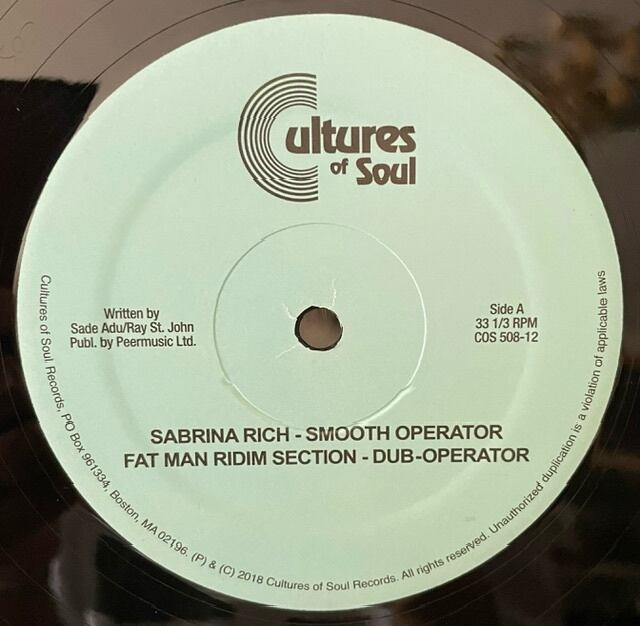 Cultures
of Soul
Written by
Sade Adu/Ray St. John
Publ. by Peermusic Ltd.
Side A
33 1/3 RPM
COS 508-12
SABRINA RICH - SMOOTH OPERATOR
FAT MAN RIDIM SECTION - DUB-OPERATOR
Cultures of Soul Records, PO Box 961334, Boston, MA 02196. (P) & (C) 2018 Cultures of Soul Records. All rights reserved. Unauthorized duplication is a violation of applicable laws